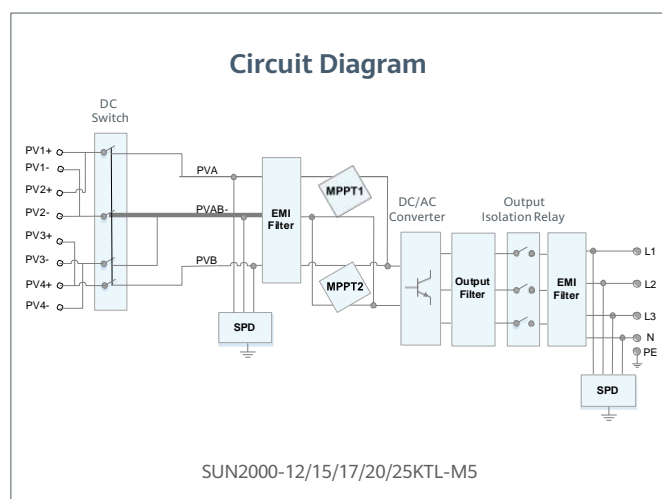 Circuit Diagram
DC
Switch
PV1+
PV1-
PV2+
PV2-
PV3+
PV3-
PV4+
PV4-
PVA
PVAB-
PVB
EMI
Filter
SPD
MPPT1
MPPT2
DC/AC
Converter
Output
Filter
Output
Isolation Relay
EMI
Filter
L1
L2
L3
N
PE
SPD
SUN2000-12/15/17/20/25KTL-M5